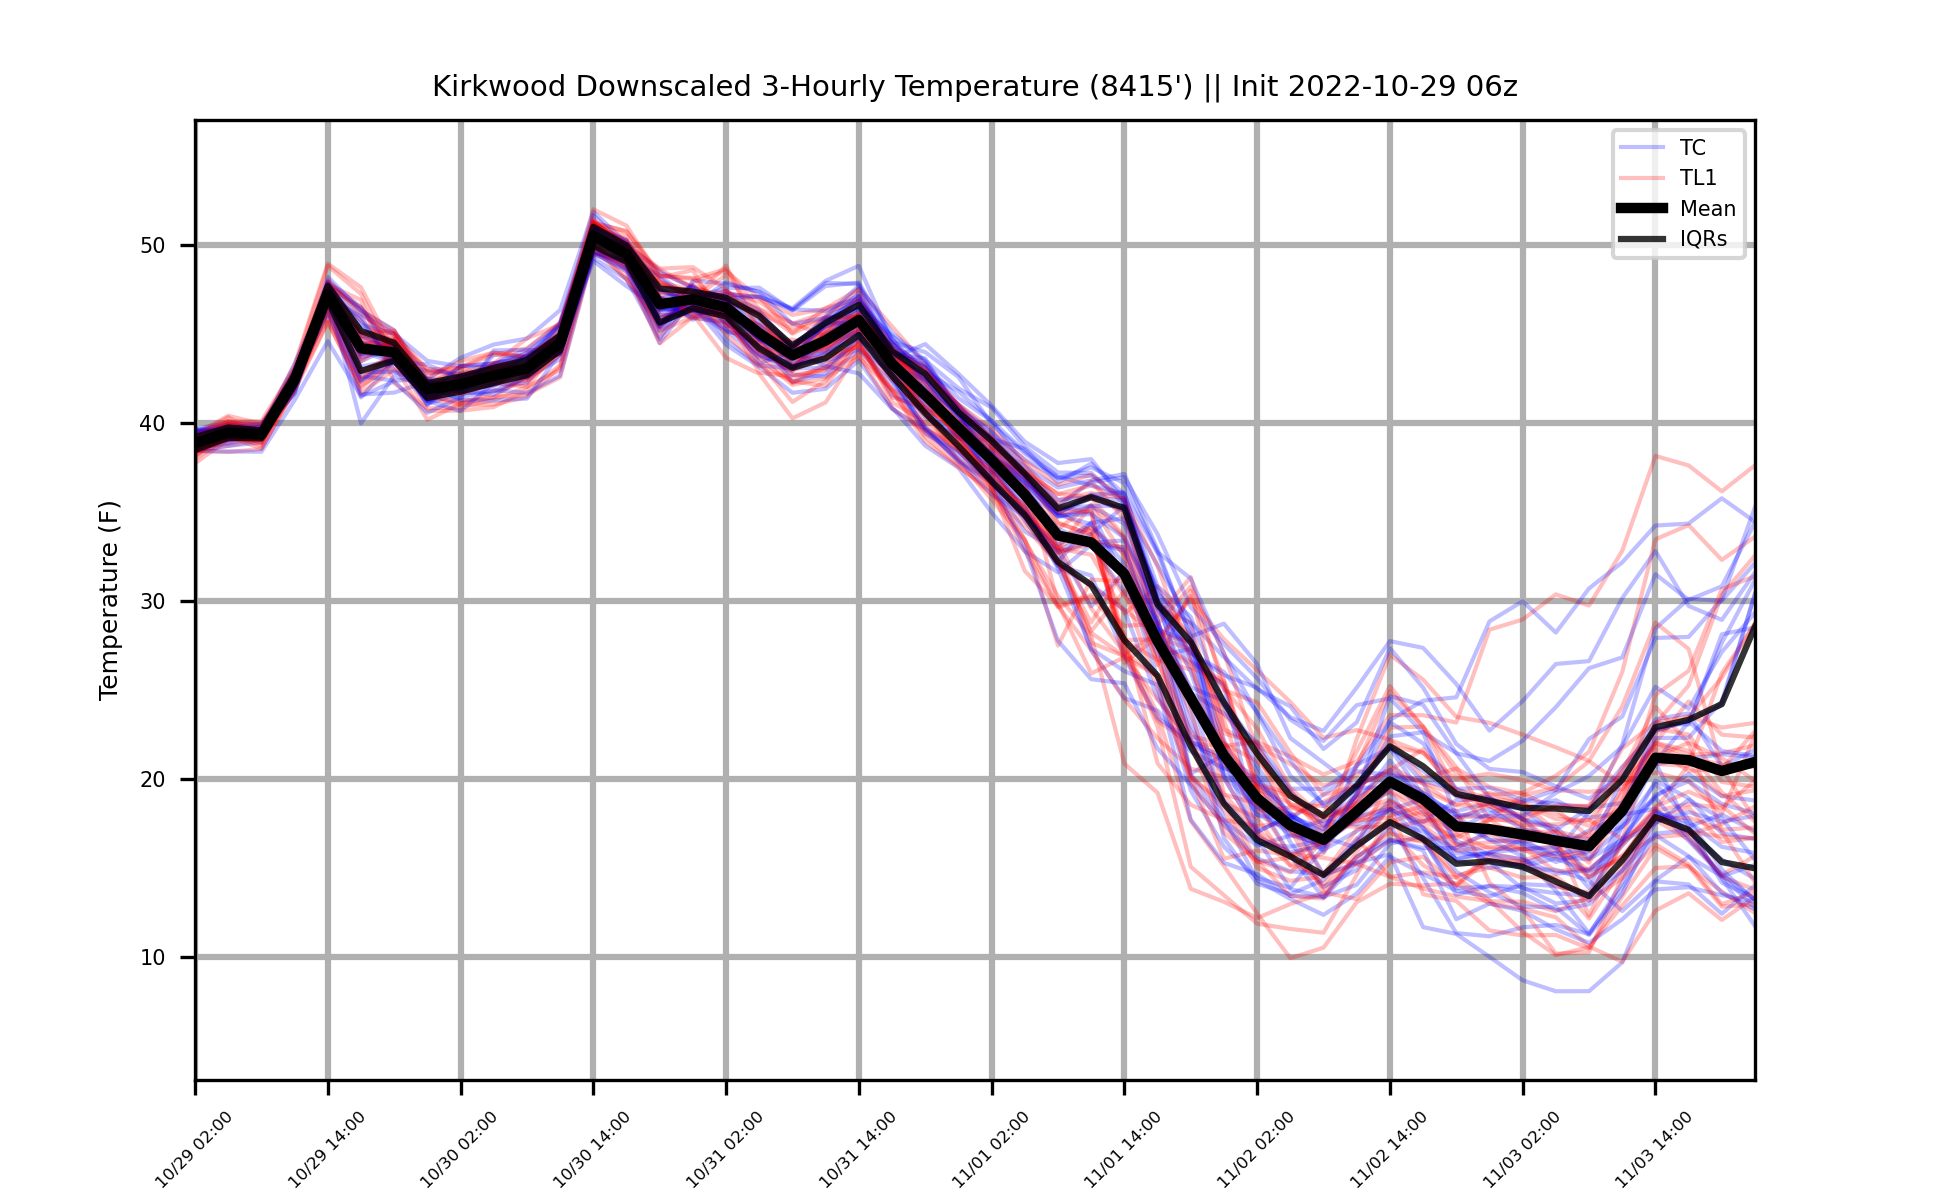 Kirkwood Downscaled 3-Hourly Temperature (8415') || Init 2022-10-29 06z
TC
TL1
Mean
IQRs
Temperature (F)
50
40
30
20
10
10/29 02:00
10/29 14:00
10/30 02:00
10/30 14:00
10/31 02:00
10/31 14:00
11/01 02:00
11/01 14:00
11/02 02:00
11/02 14:00
11/03 02:00
11/03 14:00